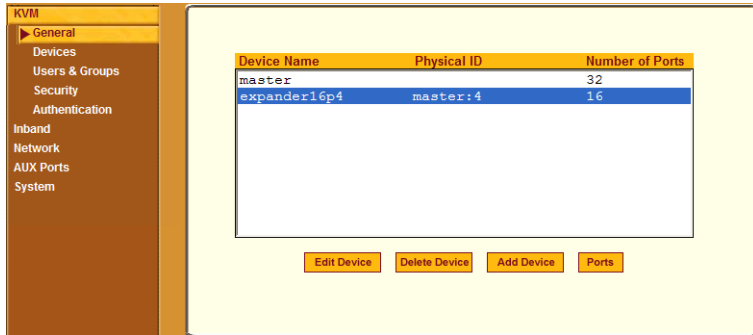 KVM
General
Devices
Users & Groups
Security
Authentication
Inband
Network
AUX Ports
System
Device Name Physical ID Number of Ports
master 32
expander16p4 master:4 16
Edit Device Delete Device Add Device Ports